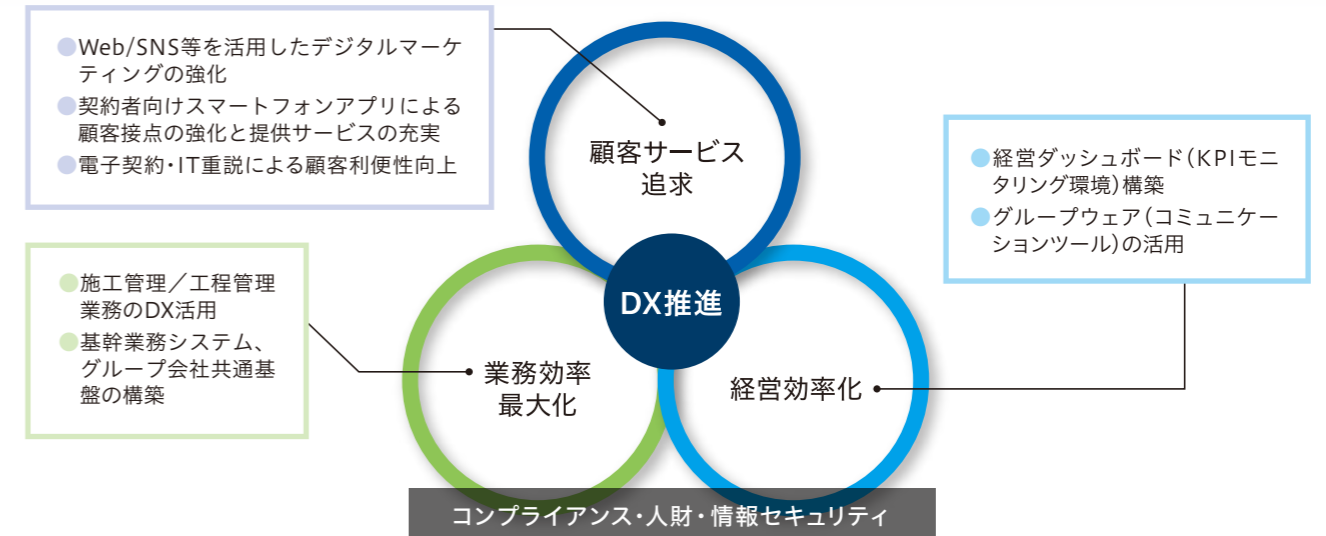 ●Web/SNS等を活用したデジタルマーケ
ティングの強化
●契約者向けスマートフォンアプリによる
顧客接点の強化と提供サービスの充実
●電子契約・IT重説による顧客利便性向上
顧客サービス
追求
●経営ダッシュボード（KPIモニ
タリング環境）構築
●グループウェア（コミュニケー
ションツール）の活用
●施工管理／工程管理
業務のDX活用
●基幹業務システム、
グループ会社共通基
盤の構築
DX推進
業務効率
最大化
経営効率化
コンプライアンス・人財・情報セキュリティ